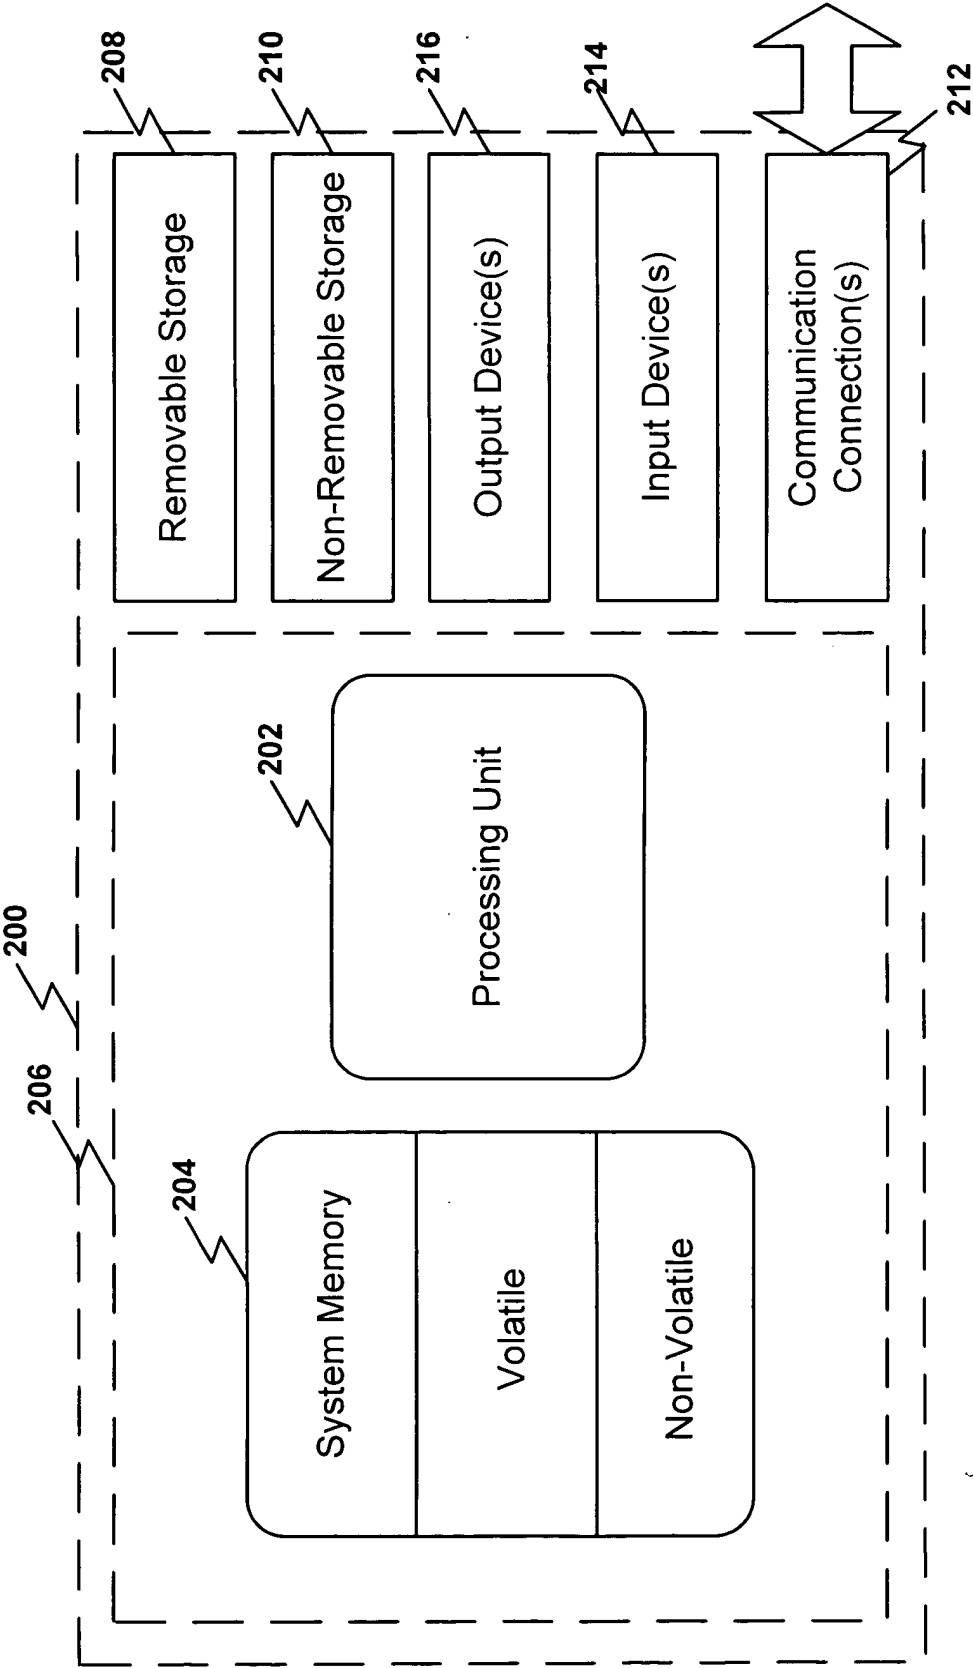 200
206
208
Removable Storage
204
202
210
System Memory
Non-Removable Storage
Volatile
Processing Unit
Output Device(s)
216
Non-Volatile
Input Device(s)
214
Communication
Connection(s)
212